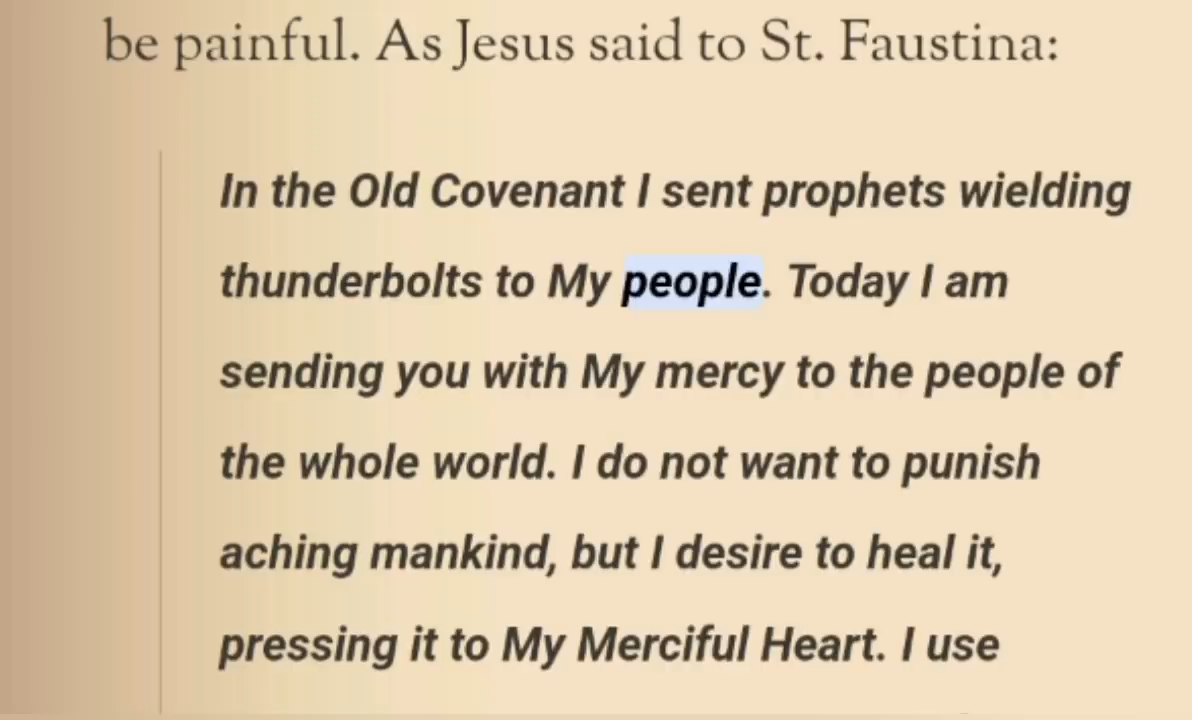 be painful. As Jesus said to St. Faustina:
In the Old Covenant I sent prophets wielding
thunderbolts to My people. Today I am
sending you with My mercy to the people of
the whole world. I do not want to punish
aching mankind, but I desire to heal it,
pressing it to My Merciful Heart. I use